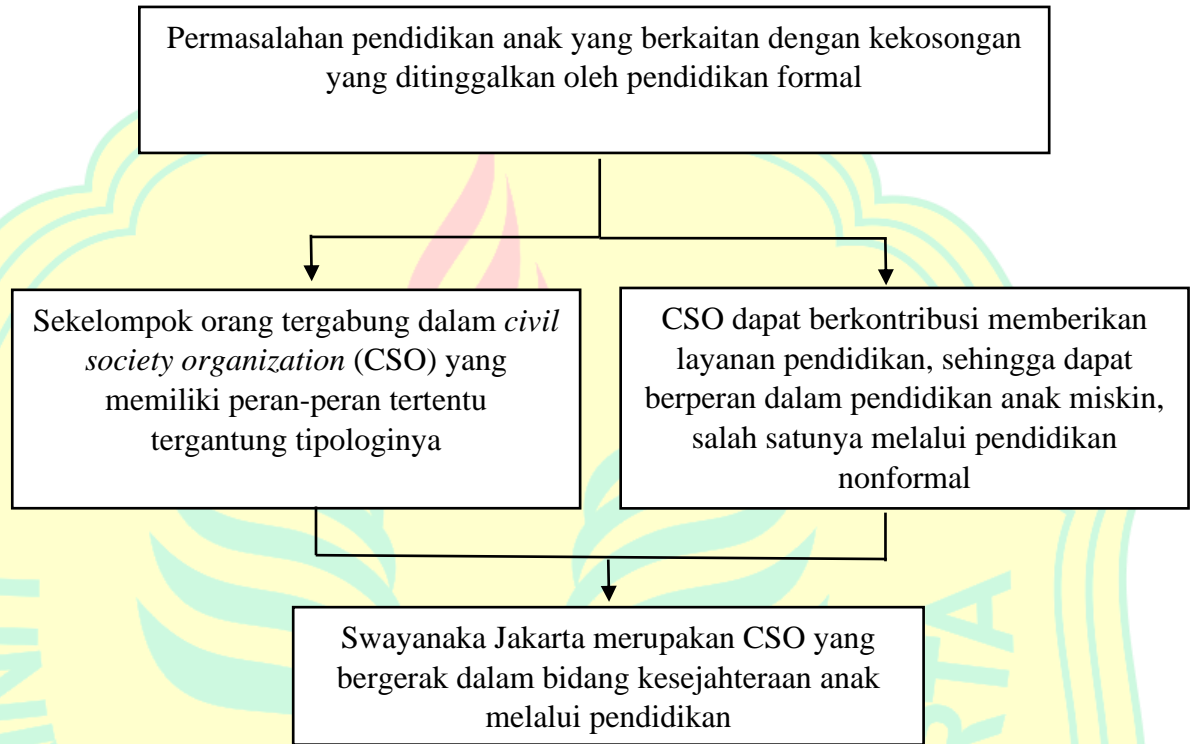 Permasalahan pendidikan anak yang berkaitan dengan kekosongan
yang ditinggalkan oleh pendidikan formal
Sekelompok orang tergabung dalam civil
society organization (CSO) yang
memiliki peran-peran tertentu
tergantung tipologinya
CSO dapat berkontribusi memberikan
layanan pendidikan, sehingga dapat
berperan dalam pendidikan anak miskin,
salah satunya melalui pendidikan
nonformal
Swayanaka Jakarta merupakan CSO yang
bergerak dalam bidang kesejahteraan anak
melalui pendidikan